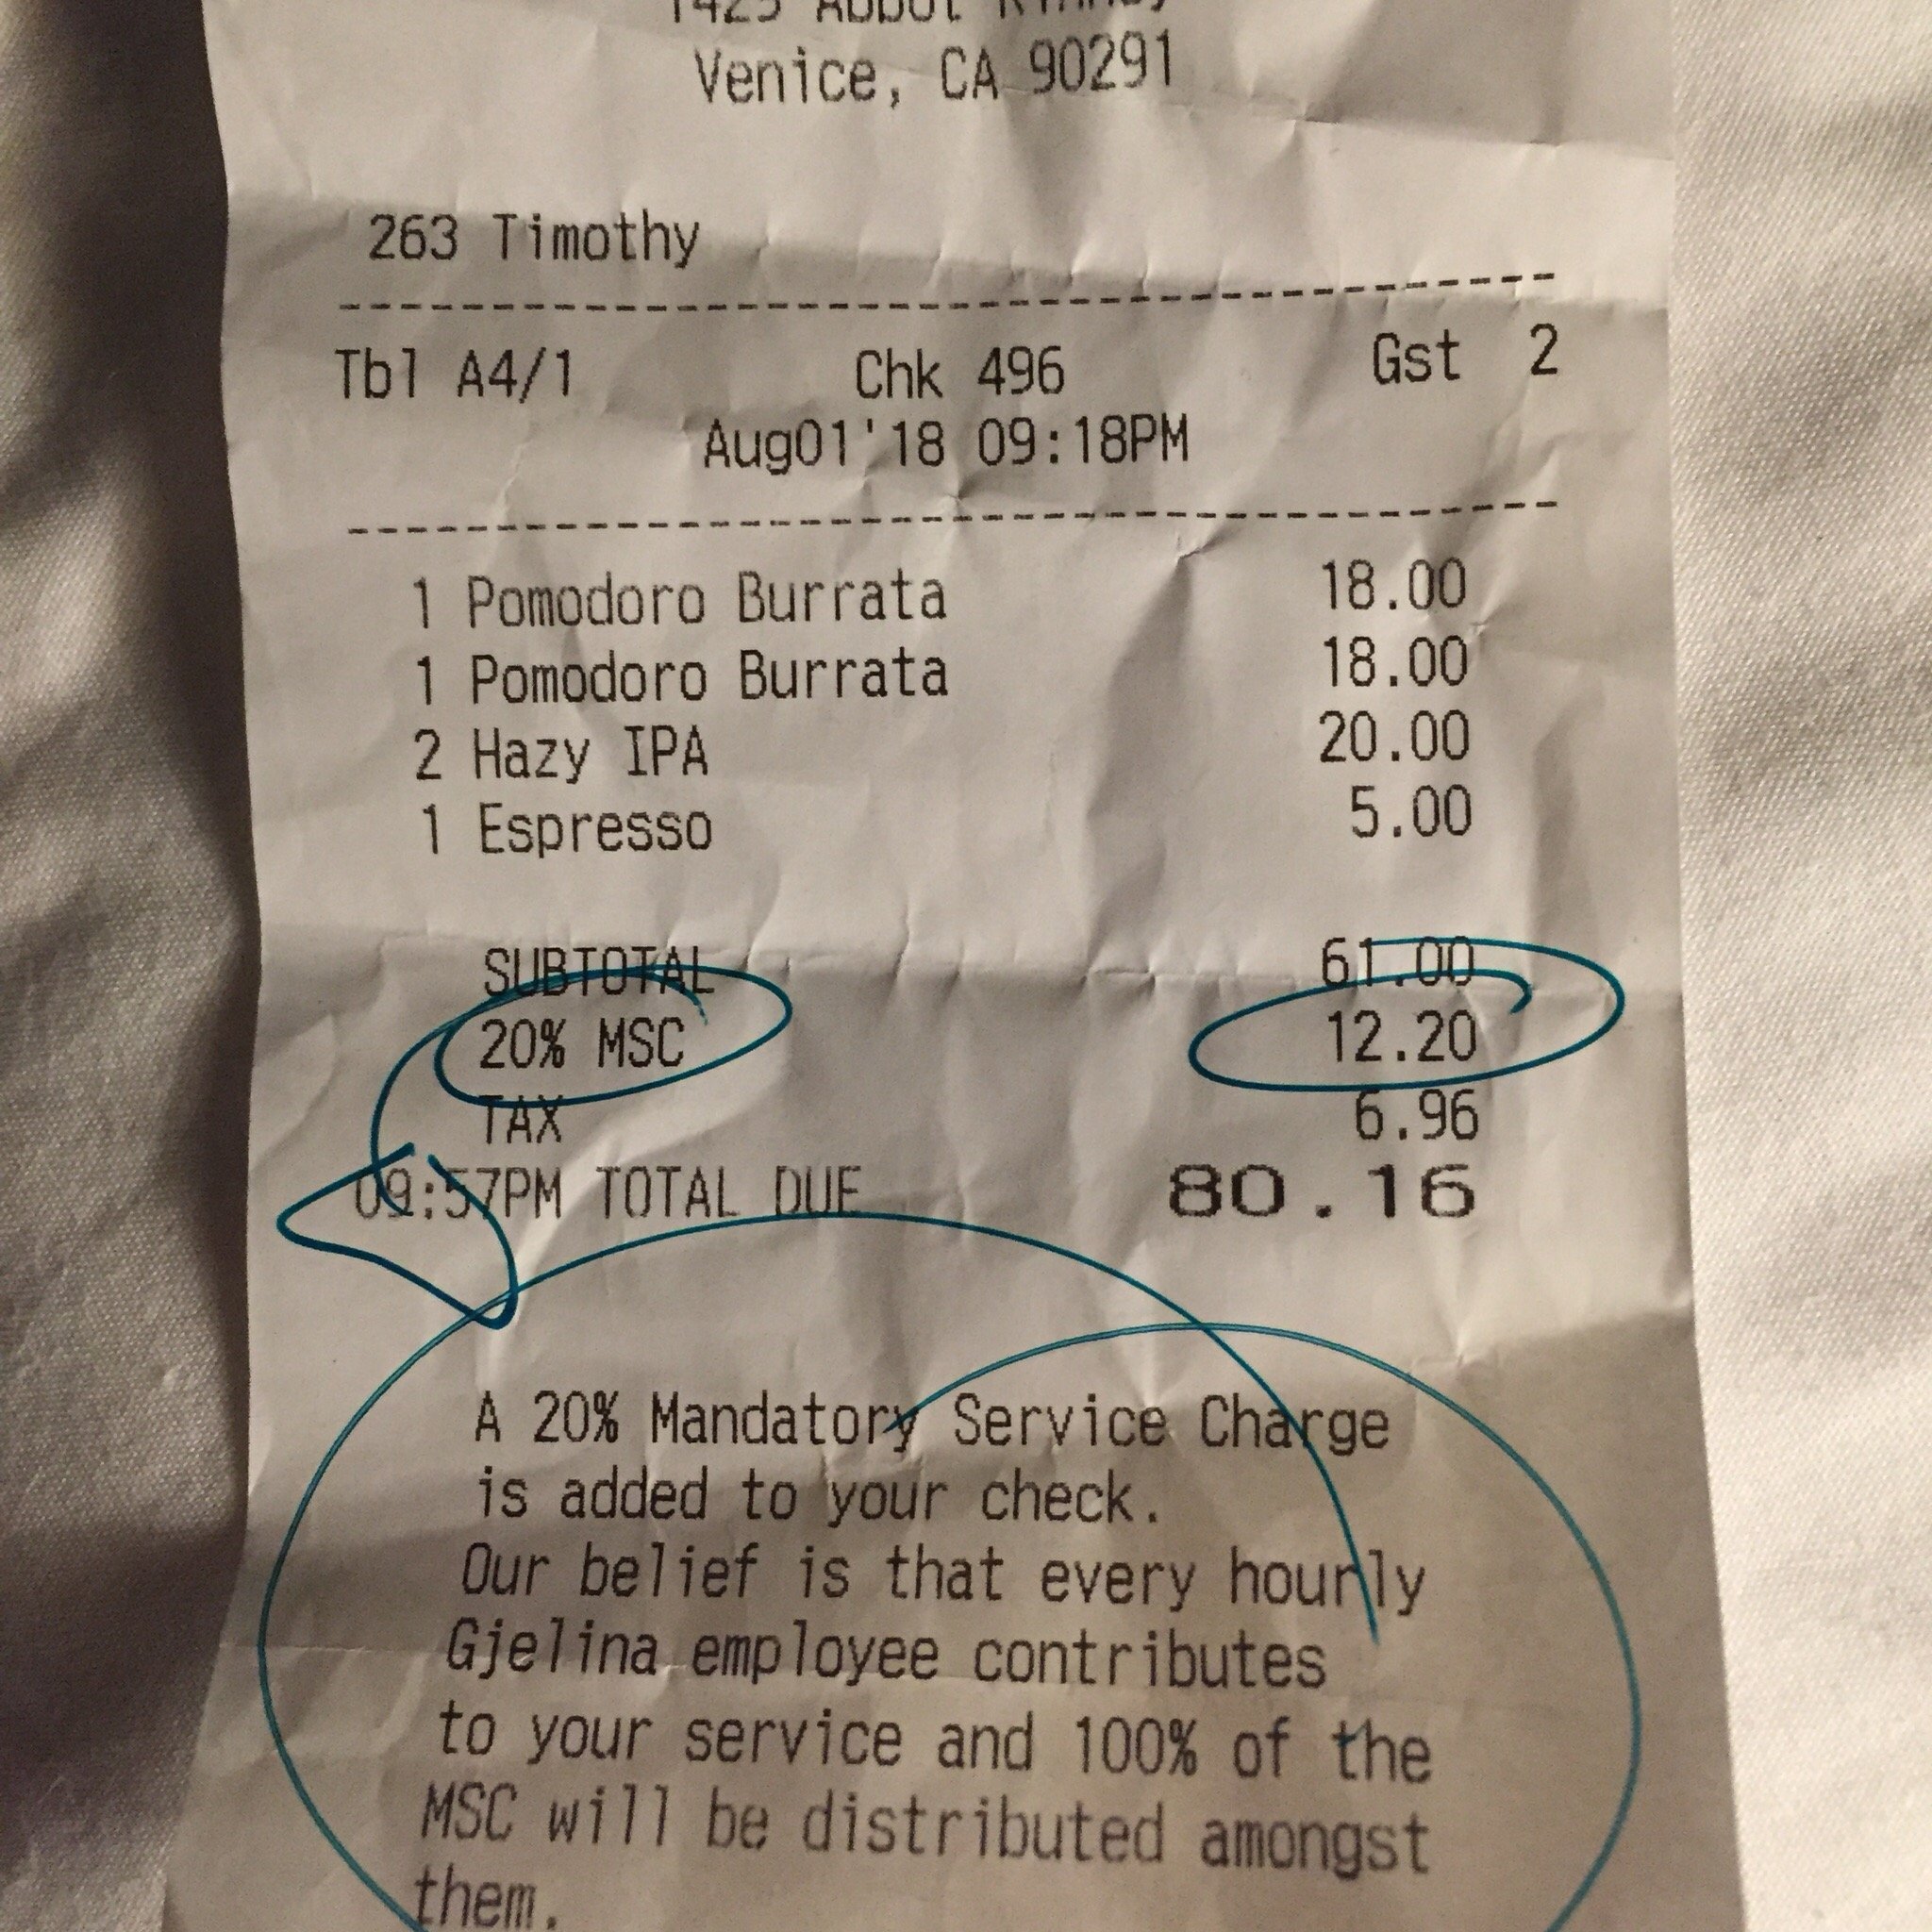 Venice, CA 90291
263 Timothy
Tbl A4/1 Chk 496 Gst 2
Aug01'18 09:18PM
1 Pomodoro Burrata 18.00
1 Pomodoro Burrata 18.00
2 Hazy IPA 20.00
1 Espresso 5.00
SUBTOTAL 61.00
20% MSC 12.20
TAX 6.96
09:57PM TOTAL DUE 80.16
A 20% Mandatory Service Charge
is added to your check.
Our belief is that every hourly
Gjelina employee contributes
to your service and 100% of the
MSC will be distributed amongst
them.